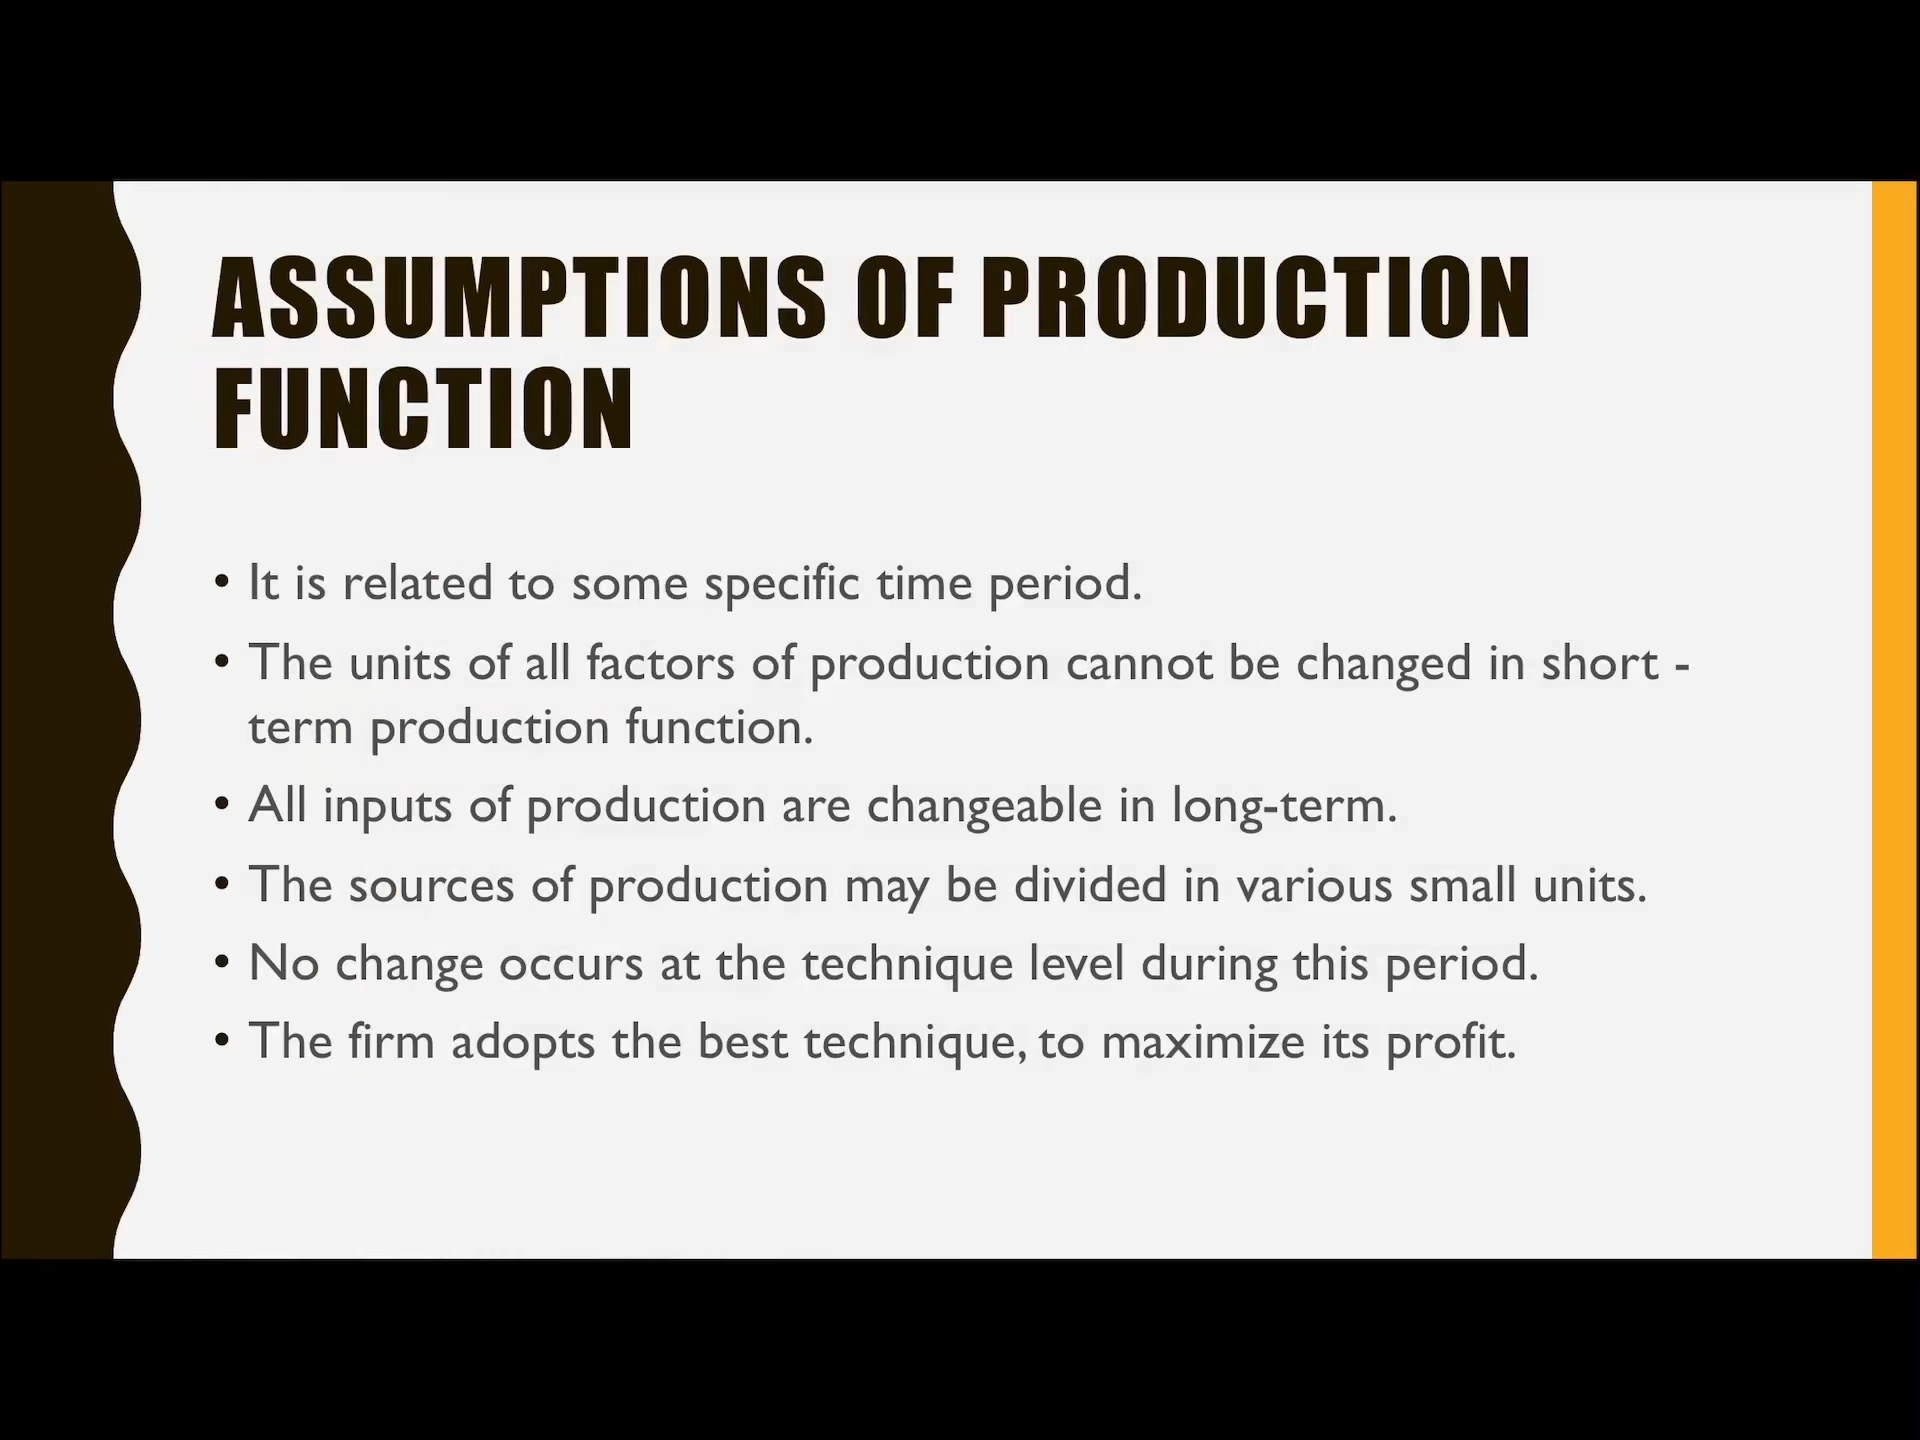 ASSUMPTIONS OF PRODUCTION
FUNCTION
• It is related to some specific time period.
• The units of all factors of production cannot be changed in short -
term production function.
• All inputs of production are changeable in long-term.
• The sources of production may be divided in various small units.
• No change occurs at the technique level during this period.
• The firm adopts the best technique, to maximize its profit.